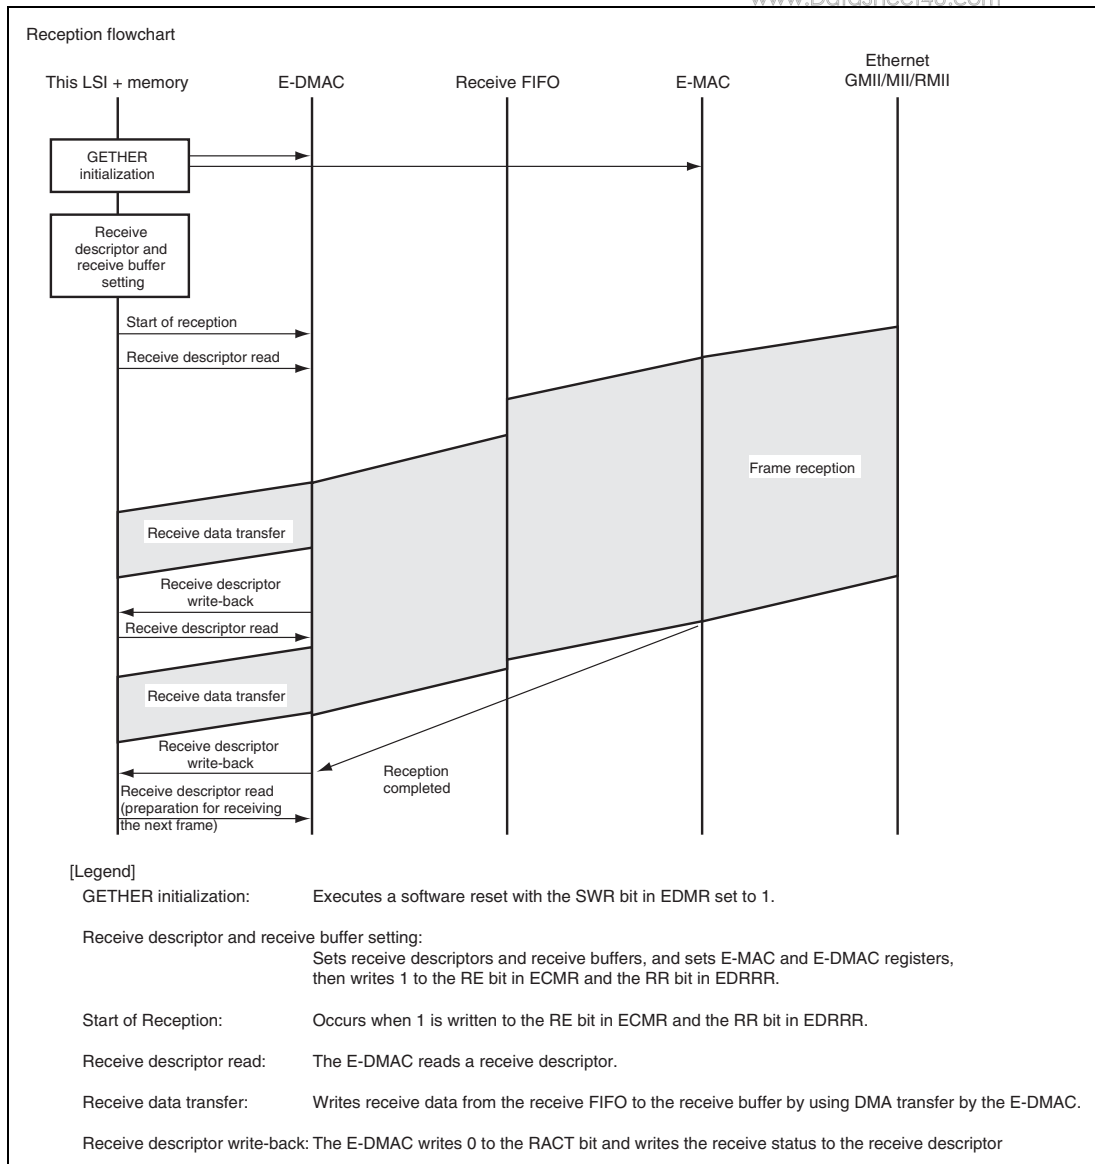 www.DataSheet4U.com
Reception flowchart
This LSI + memory
E-DMAC
Receive FIFO
E-MAC
Ethernet
GMII/MII/RMII
GETHER
initialization
Receive
descriptor and
receive buffer
setting
Start of reception
Receive descriptor read
Frame reception
Receive data transfer
Receive descriptor
write-back
Receive descriptor read
Receive data transfer
Receive descriptor
write-back
Reception
completed
Receive descriptor read
(preparation for receiving
the next frame)
[Legend]
GETHER initialization: Executes a software reset with the SWR bit in EDMR set to 1.
Receive descriptor and receive buffer setting:
Sets receive descriptors and receive buffers, and sets E-MAC and E-DMAC registers,
then writes 1 to the RE bit in ECMR and the RR bit in EDRRR.
Start of Reception: Occurs when 1 is written to the RE bit in ECMR and the RR bit in EDRRR.
Receive descriptor read: The E-DMAC reads a receive descriptor.
Receive data transfer: Writes receive data from the receive FIFO to the receive buffer by using DMA transfer by the E-DMAC.
Receive descriptor write-back: The E-DMAC writes 0 to the RACT bit and writes the receive status to the receive descriptor